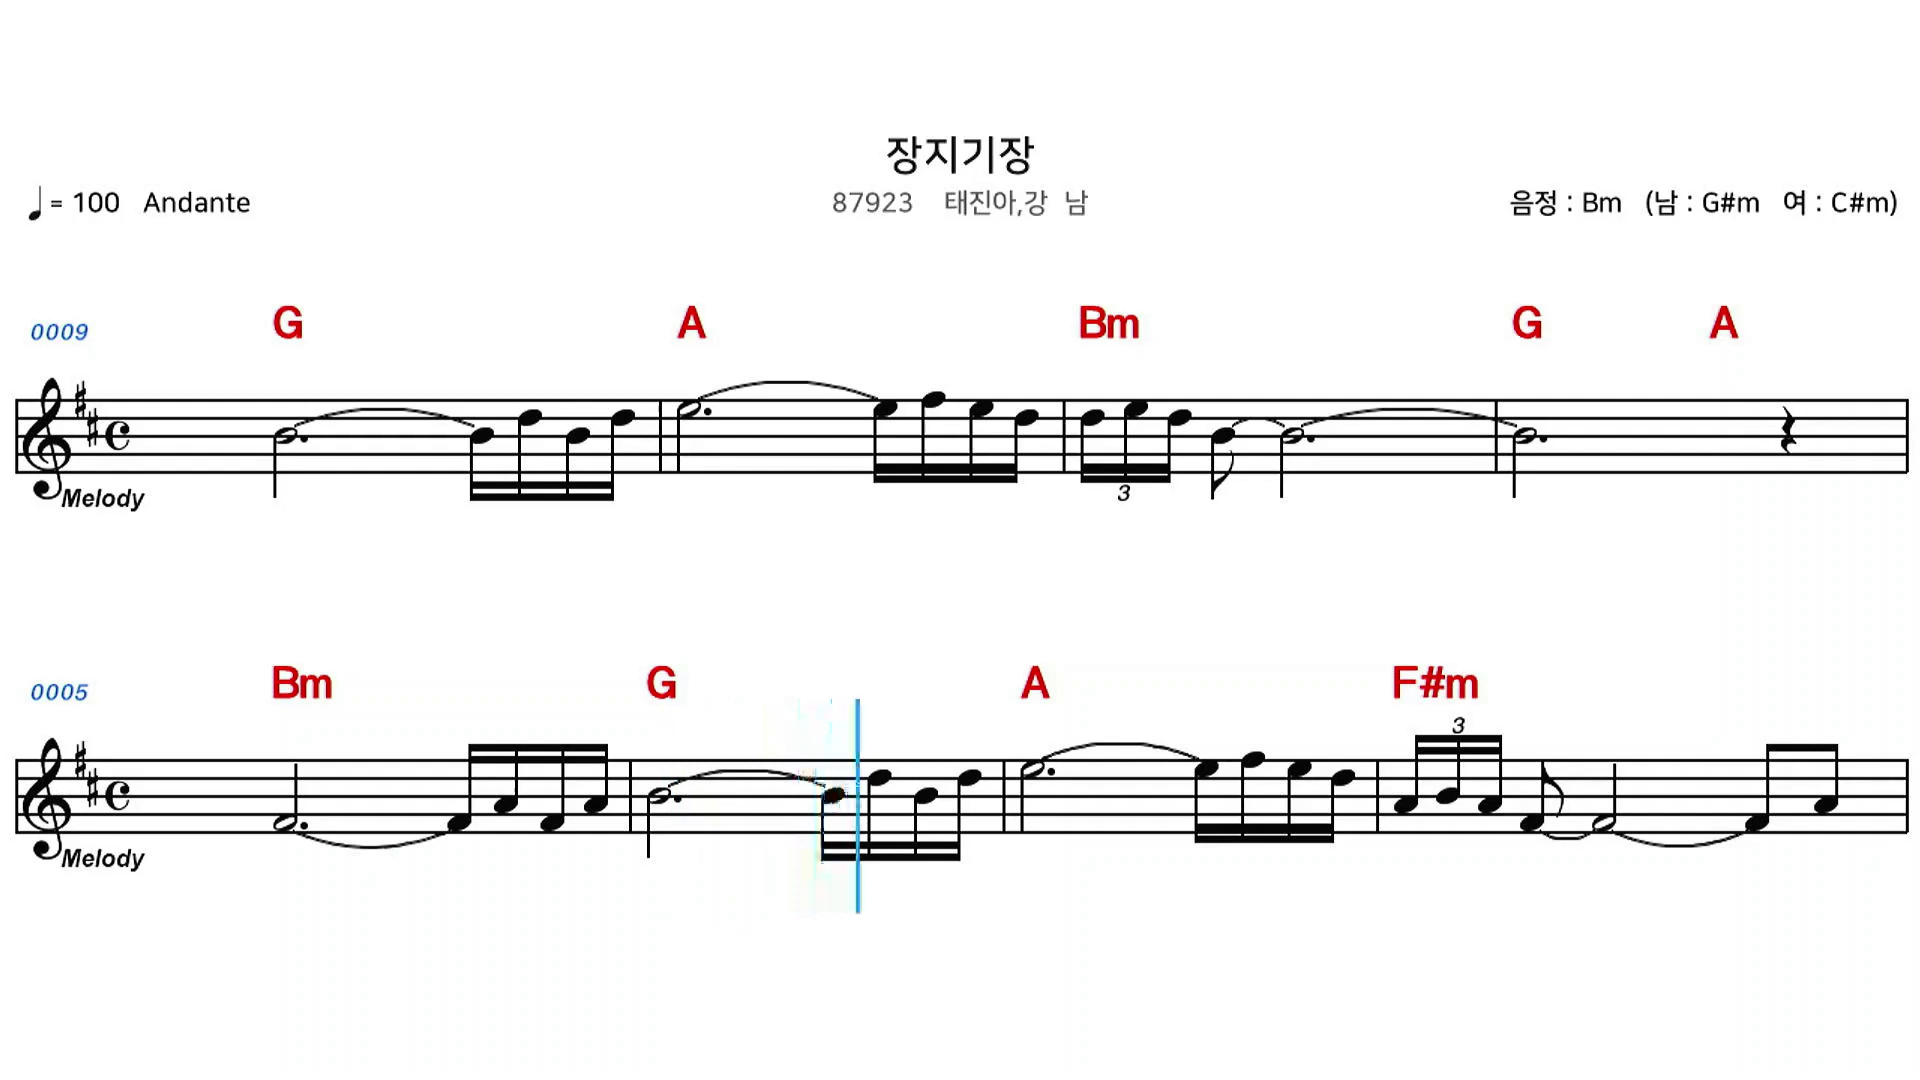 장지기장
♩= 100 Andante
87923 태진아,강 남
음정 : Bm (남 : G#m 여 : C#m)
0009 G A Bm G A
3
Melody
0005 Bm G A F#m
3
Melody